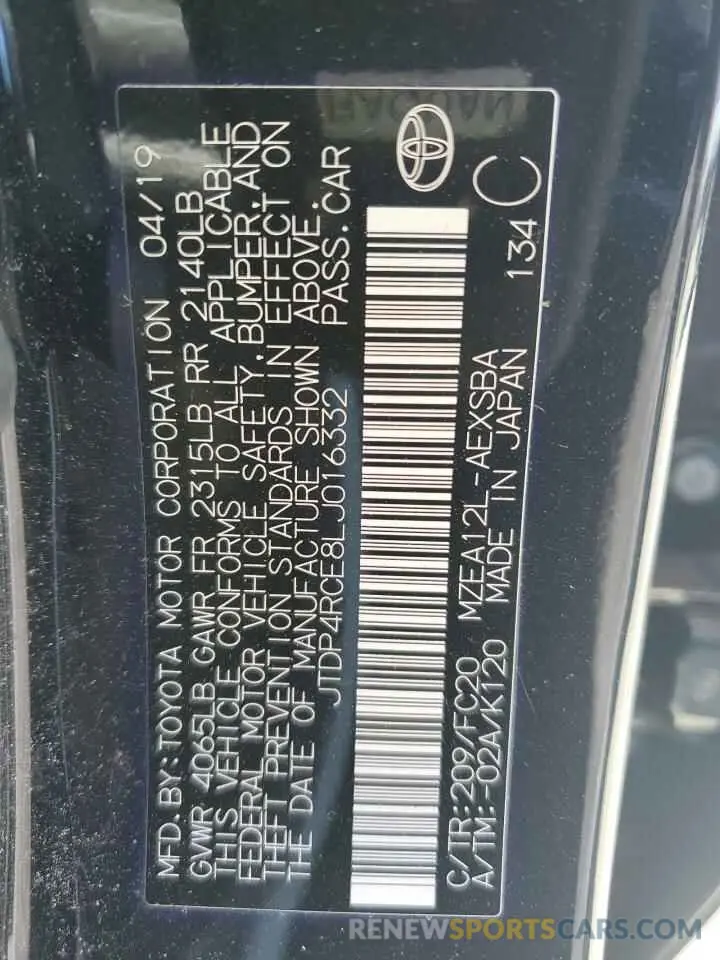 MFD. BY: TOYOTA MOTOR CORPORATION 04/19
GVWR 4065LB GAWR FR 2315LB RR 2140LB
THIS VEHICLE CONFORMS TO ALL APPLICABLE
FEDERAL MOTOR VEHICLE SAFETY, BUMPER, AND
THEFT PREVENTION STANDARDS IN EFFECT ON
THE DATE OF MANUFACTURE SHOWN ABOVE.
JTDP4RCE8LJ016332 PASS. CAR
C/TR: 209/FC20 MZEA12L-AEXSBA
A/TM: -02A/K120 MADE IN JAPAN 134 C
RENEWSPORTSCARS.COM